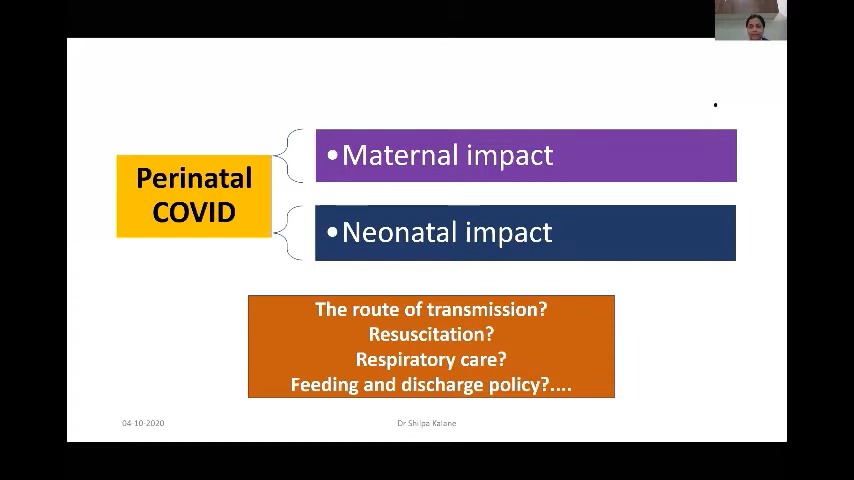 Perinatal
COVID
•Maternal impact
•Neonatal impact
The route of transmission?
Resuscitation?
Respiratory care?
Feeding and discharge policy?....
04-10-2020
Dr Shilpa Kalane